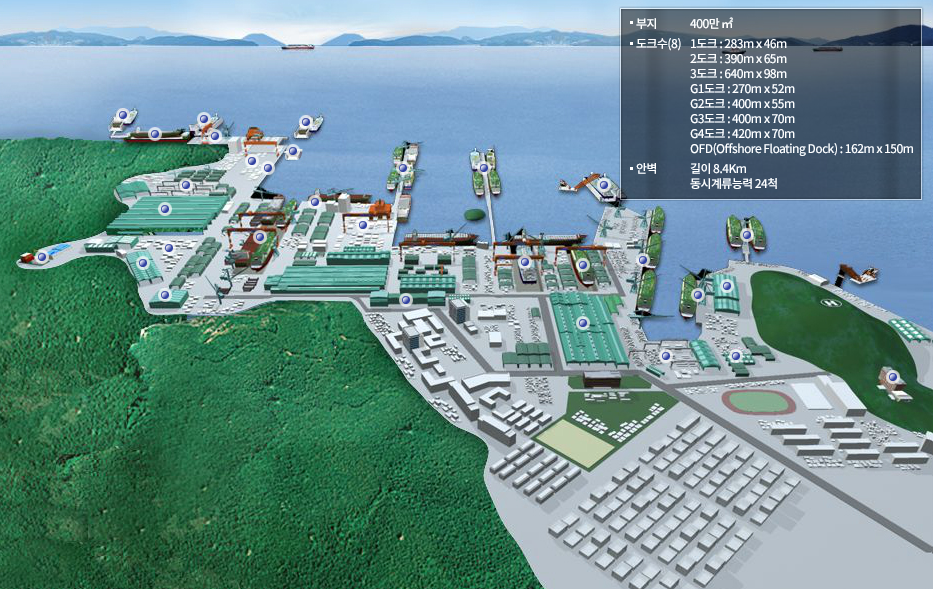 ▪ 부지 400만 ㎡
▪ 도크수(8) 1도크 : 283m x 46m
2도크 : 390m x 65m
3도크 : 640m x 98m
G1도크 : 270m x 52m
G2도크 : 400m x 55m
G3도크 : 400m x 70m
G4도크 : 420m x 70m
OFD(Offshore Floating Dock) : 162m x 150m
▪ 안벽 길이 8.4Km
동시계류능력 24척
H